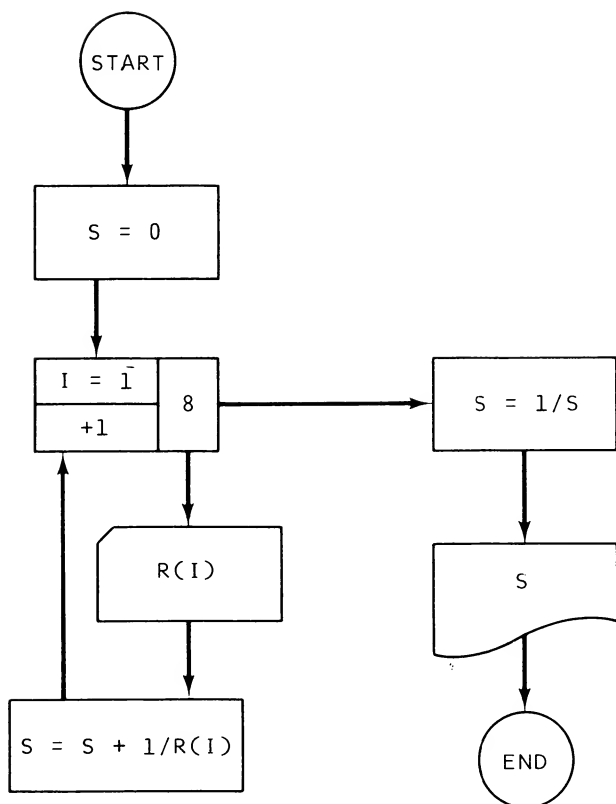 START
S = 0
I = 1
+1
8
S = 1/S
R(I)
S
S = S + 1/R(I)
END